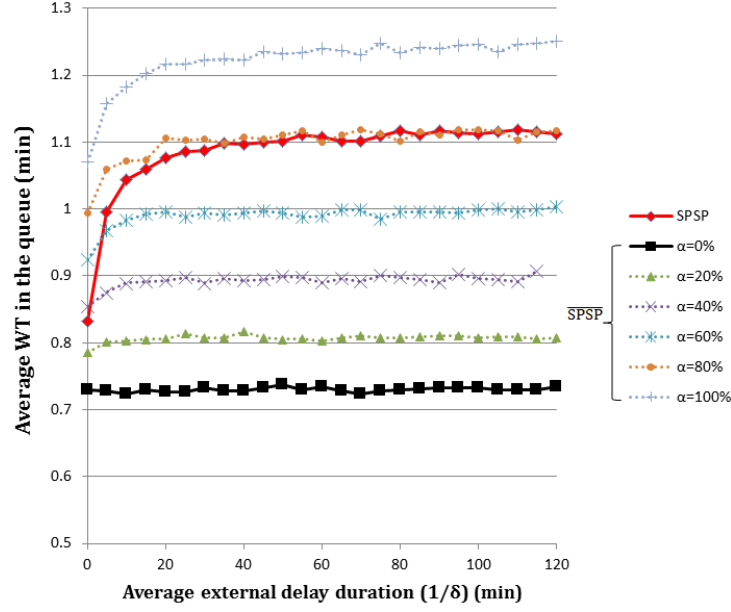 Average WT in the queue (min)
1.3
1.2
1.1
1
0.9
0.8
0.7
0.6
0.5
0
20
40
60
80
100
120
Average external delay duration (1/δ) (min)
SPSP
SPSP
α=0%
α=20%
α=40%
α=60%
α=80%
α=100%